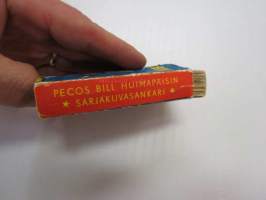 PECOS BILL HUIMAPÄISIN
★ SARJAKUVASANKARI ★